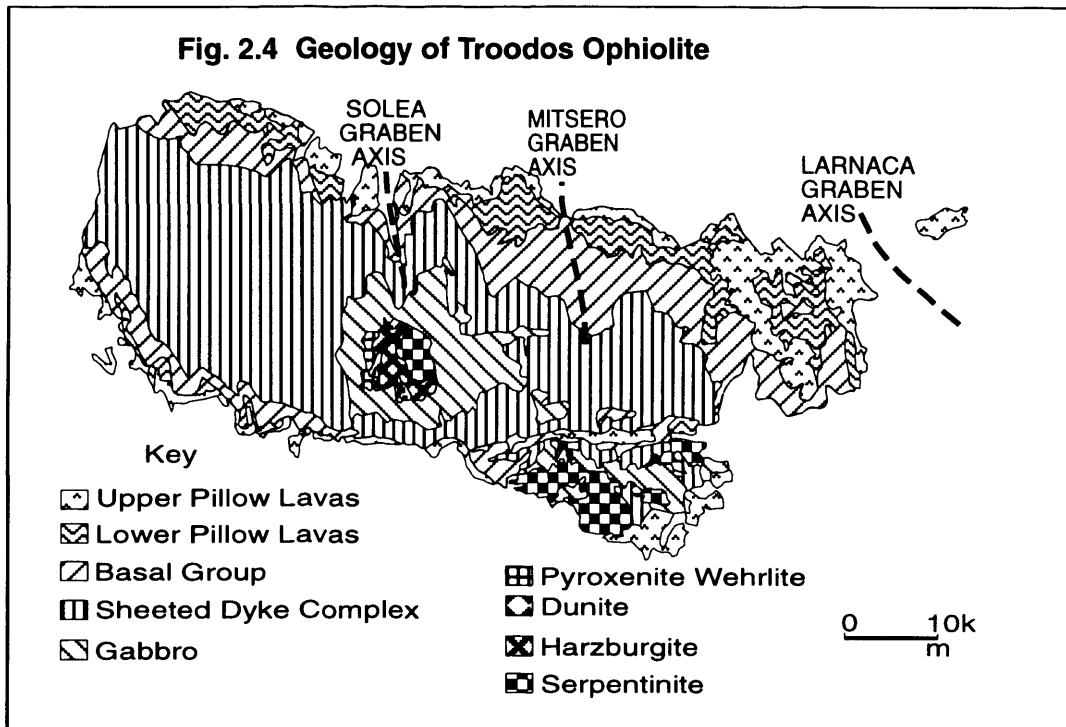 Fig. 2.4 Geology of Troodos Ophiolite
SOLEA
GRABEN
AXIS
MITSERO
GRABEN
AXIS
LARNACA
GRABEN
AXIS
Key
Upper Pillow Lavas
Lower Pillow Lavas
Basal Group
Sheeted Dyke Complex
Gabbro
Pyroxenite Wehrlite
Dunite
Harzburgite
Serpentinite
0 10k
m